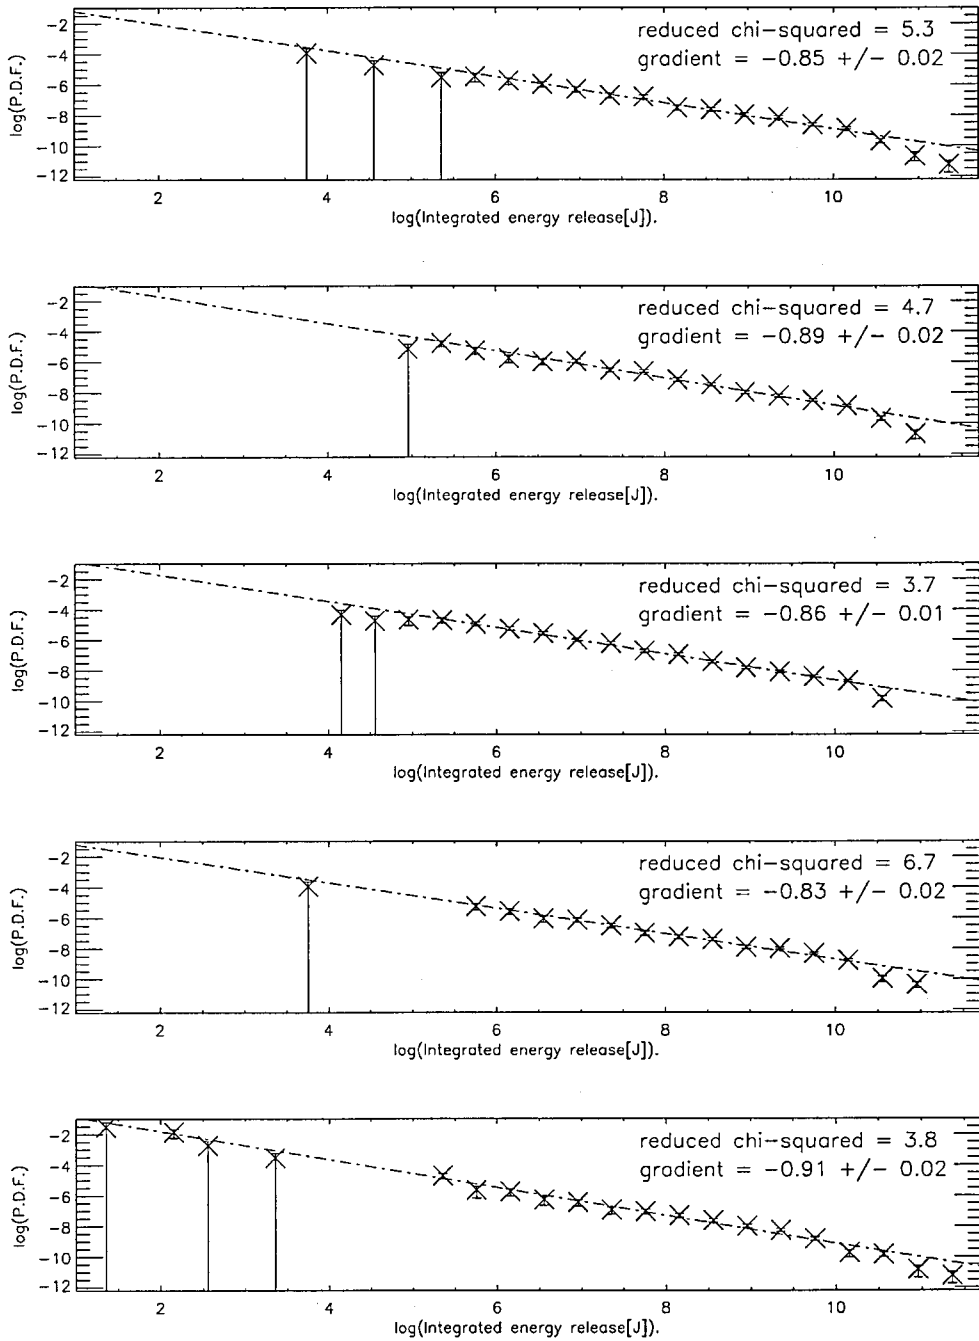 reduced chi-squared = 5.3
gradient = -0.85 +/- 0.02
log(P.D.F.)
-2
-4
-6
-8
-10
-12
2 4 6 8 10
log(Integrated energy release[J]).
reduced chi-squared = 4.7
gradient = -0.89 +/- 0.02
log(P.D.F.)
-2
-4
-6
-8
-10
-12
2 4 6 8 10
log(Integrated energy release[J]).
reduced chi-squared = 3.7
gradient = -0.86 +/- 0.01
log(P.D.F.)
-2
-4
-6
-8
-10
-12
2 4 6 8 10
log(Integrated energy release[J]).
reduced chi-squared = 6.7
gradient = -0.83 +/- 0.02
log(P.D.F.)
-2
-4
-6
-8
-10
-12
2 4 6 8 10
log(Integrated energy release[J]).
reduced chi-squared = 3.8
gradient = -0.91 +/- 0.02
log(P.D.F.)
-2
-4
-6
-8
-10
-12
2 4 6 8 10
log(Integrated energy release[J]).